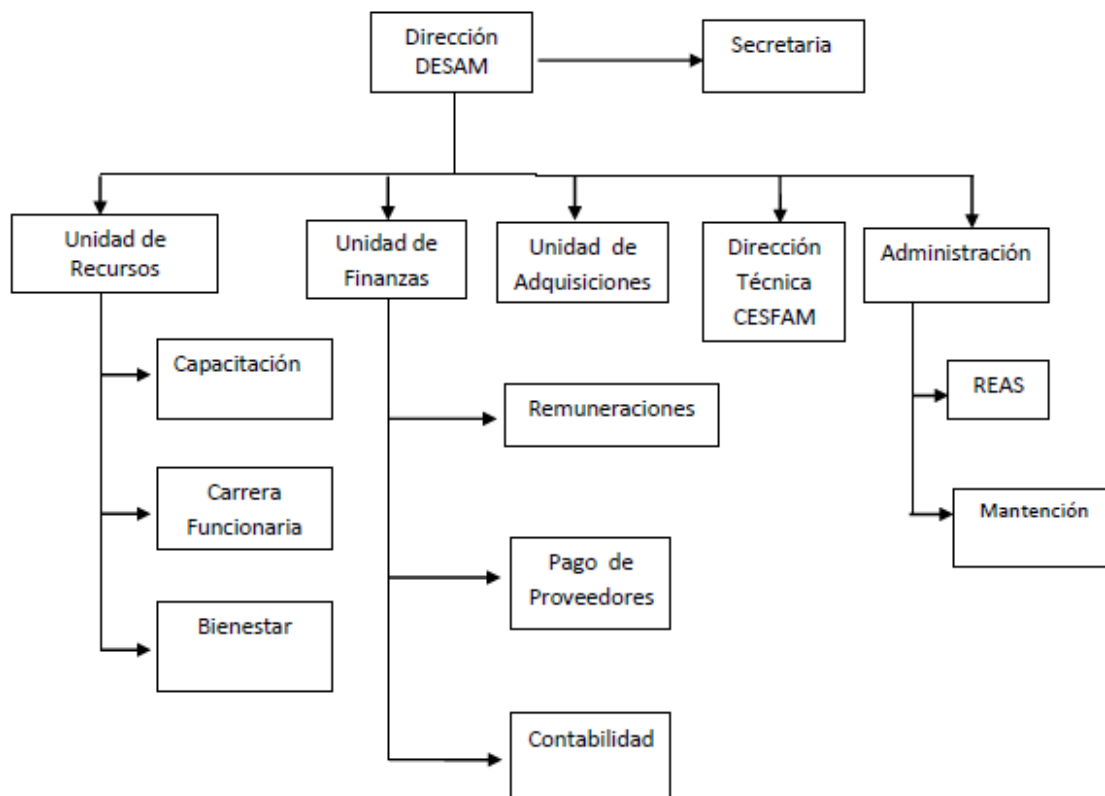 Dirección
DESAM
Secretaria
Unidad de
Recursos
Unidad de
Finanzas
Unidad de
Adquisiciones
Dirección
Técnica
CESFAM
Administración
Capacitación
Carrera
Funcionaria
Bienestar
Remuneraciones
Pago de
Proveedores
Contabilidad
REAS
Mantención